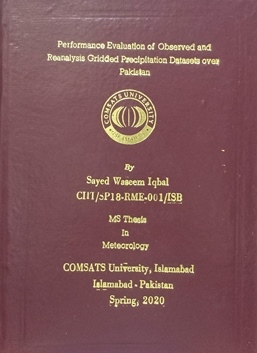 Performance Evaluation of Observed and
Reanalysis Gridded Precipitation Datasets over
Pakistan
COMSATS UNIVERSITY
ISLAMABAD
By
Sayed Waseem Iqbal
CIIT/SP18-RME-001/ISB
MS Thesis
In
Meteorology
COMSATS University, Islamabad
Islamabad - Pakistan
Spring, 2020